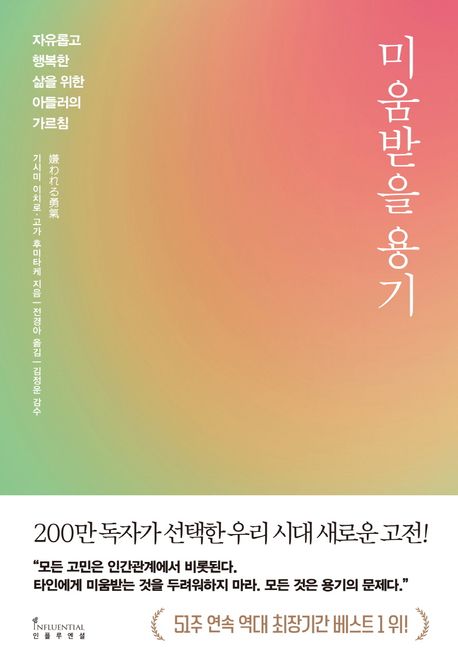 자유롭고
행복한
삶을 위한
아들러의
가르침
미움받을 용기
嫌われる勇氣
기시미 이치로·고가 후미타케 지음 | 전경아 옮김 | 김정운 감수
200만 독자가 선택한 우리 시대 새로운 고전!
“모든 고민은 인간관계에서 비롯된다.
타인에게 미움받는 것을 두려워하지 마라. 모든 것은 용기의 문제다.”
INFLUENTIAL
인플루엔셜
51주 연속 역대 최장기간 베스트 1위!